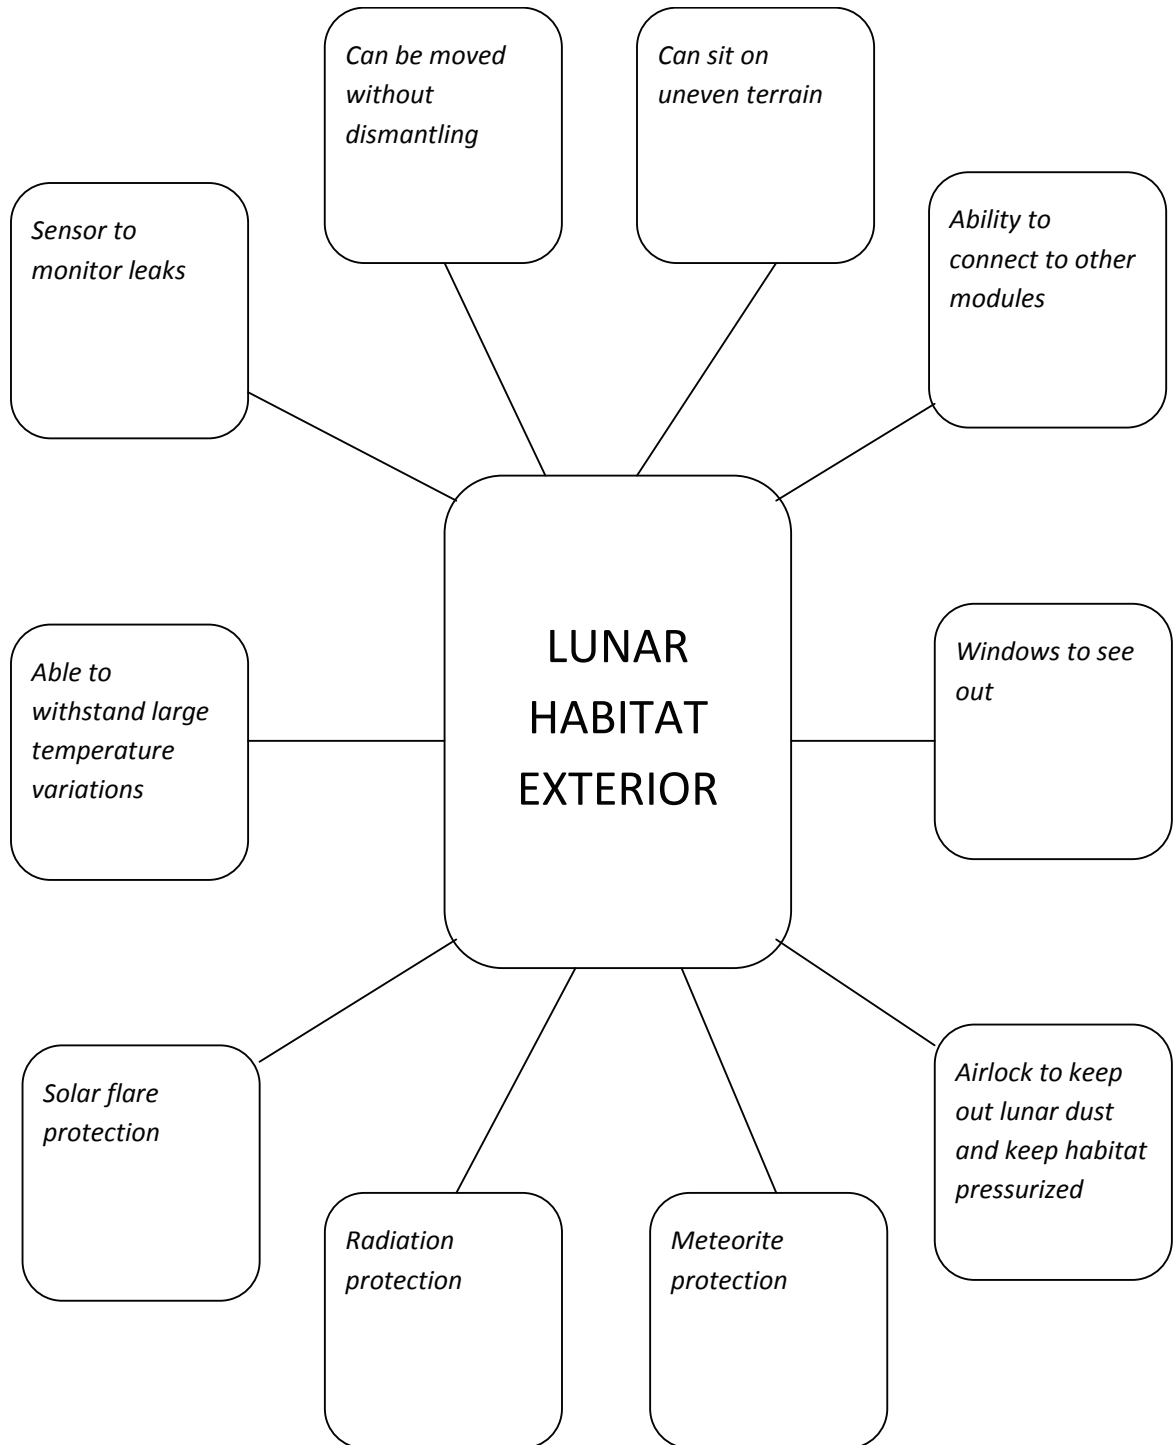 Can be moved
without
dismantling
Can sit on
uneven terrain
Sensor to
monitor leaks
Ability to
connect to other
modules
LUNAR
HABITAT
EXTERIOR
Able to
withstand large
temperature
variations
Windows to see
out
Solar flare
protection
Airlock to keep
out lunar dust
and keep habitat
pressurized
Radiation
protection
Meteorite
protection